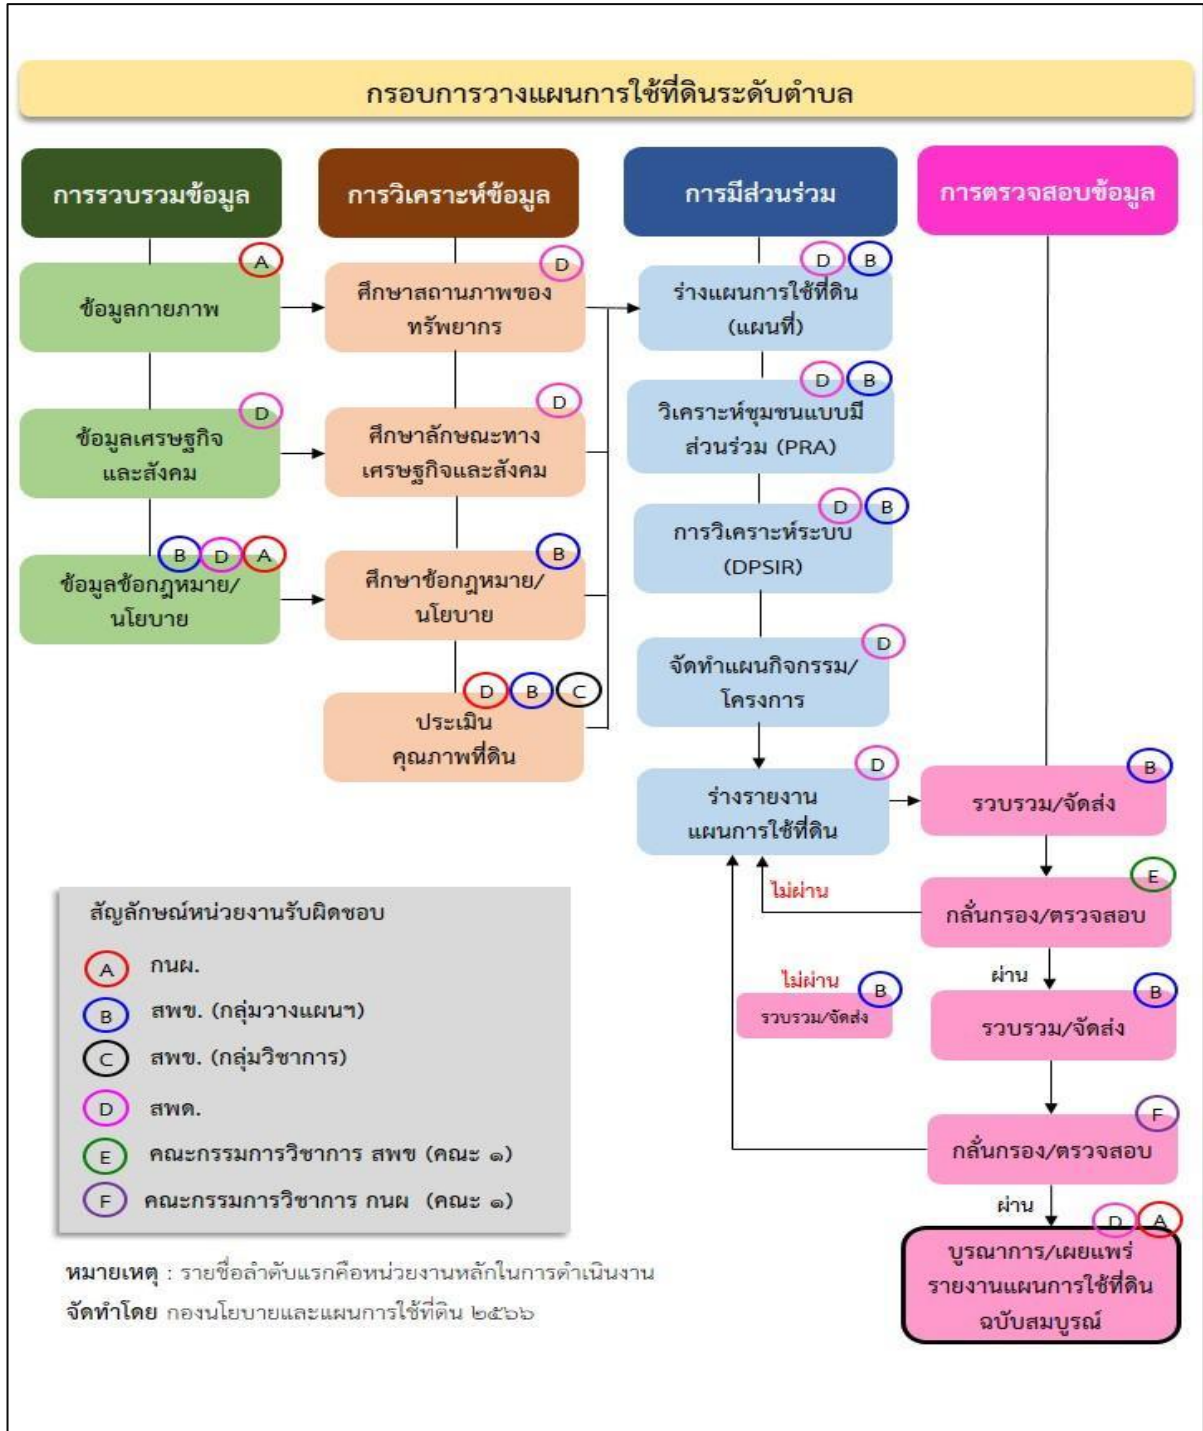 กรอบการวางแผนการใช้ที่ดินระดับตำบล
การรวบรวมข้อมูล
A
ข้อมูลกายภาพ
D
ข้อมูลเศรษฐกิจ
และสังคม
B D A
ข้อมูลข้อกฎหมาย/
นโยบาย
การวิเคราะห์ข้อมูล
D
ศึกษาสถานภาพของ
ทรัพยากร
D
ศึกษาลักษณะทาง
เศรษฐกิจและสังคม
B
ศึกษาข้อกฎหมาย/
นโยบาย
D B C
ประเมิน
คุณภาพที่ดิน
การมีส่วนร่วม
D B
ร่างแผนการใช้ที่ดิน
(แผนที่)
D B
วิเคราะห์ชุมชนแบบมี
ส่วนร่วม (PRA)
D B
การวิเคราะห์ระบบ
(DPSIR)
D
จัดทำแผนกิจกรรม/
โครงการ
D
ร่างรายงาน
แผนการใช้ที่ดิน
การตรวจสอบข้อมูล
B
รวบรวม/จัดส่ง
E
กลั่นกรอง/ตรวจสอบ
ไม่ผ่าน
ผ่าน
B
รวบรวม/จัดส่ง
ไม่ผ่าน
B
รวบรวม/จัดส่ง
F
กลั่นกรอง/ตรวจสอบ
ผ่าน
D A
บูรณาการ/เผยแพร่
รายงานแผนการใช้ที่ดิน
ฉบับสมบูรณ์
สัญลักษณ์หน่วยงานรับผิดชอบ
A กนผ.
B สพข. (กลุ่มวางแผนฯ)
C สพข. (กลุ่มวิชาการ)
D สพด.
E คณะกรรมการวิชาการ สพข (คณะ ๑)
F คณะกรรมการวิชาการ กนผ (คณะ ๑)
หมายเหตุ : รายชื่อลำดับแรกคือหน่วยงานหลักในการดำเนินงาน
จัดทำโดย กองนโยบายและแผนการใช้ที่ดิน ๒๕๖๖